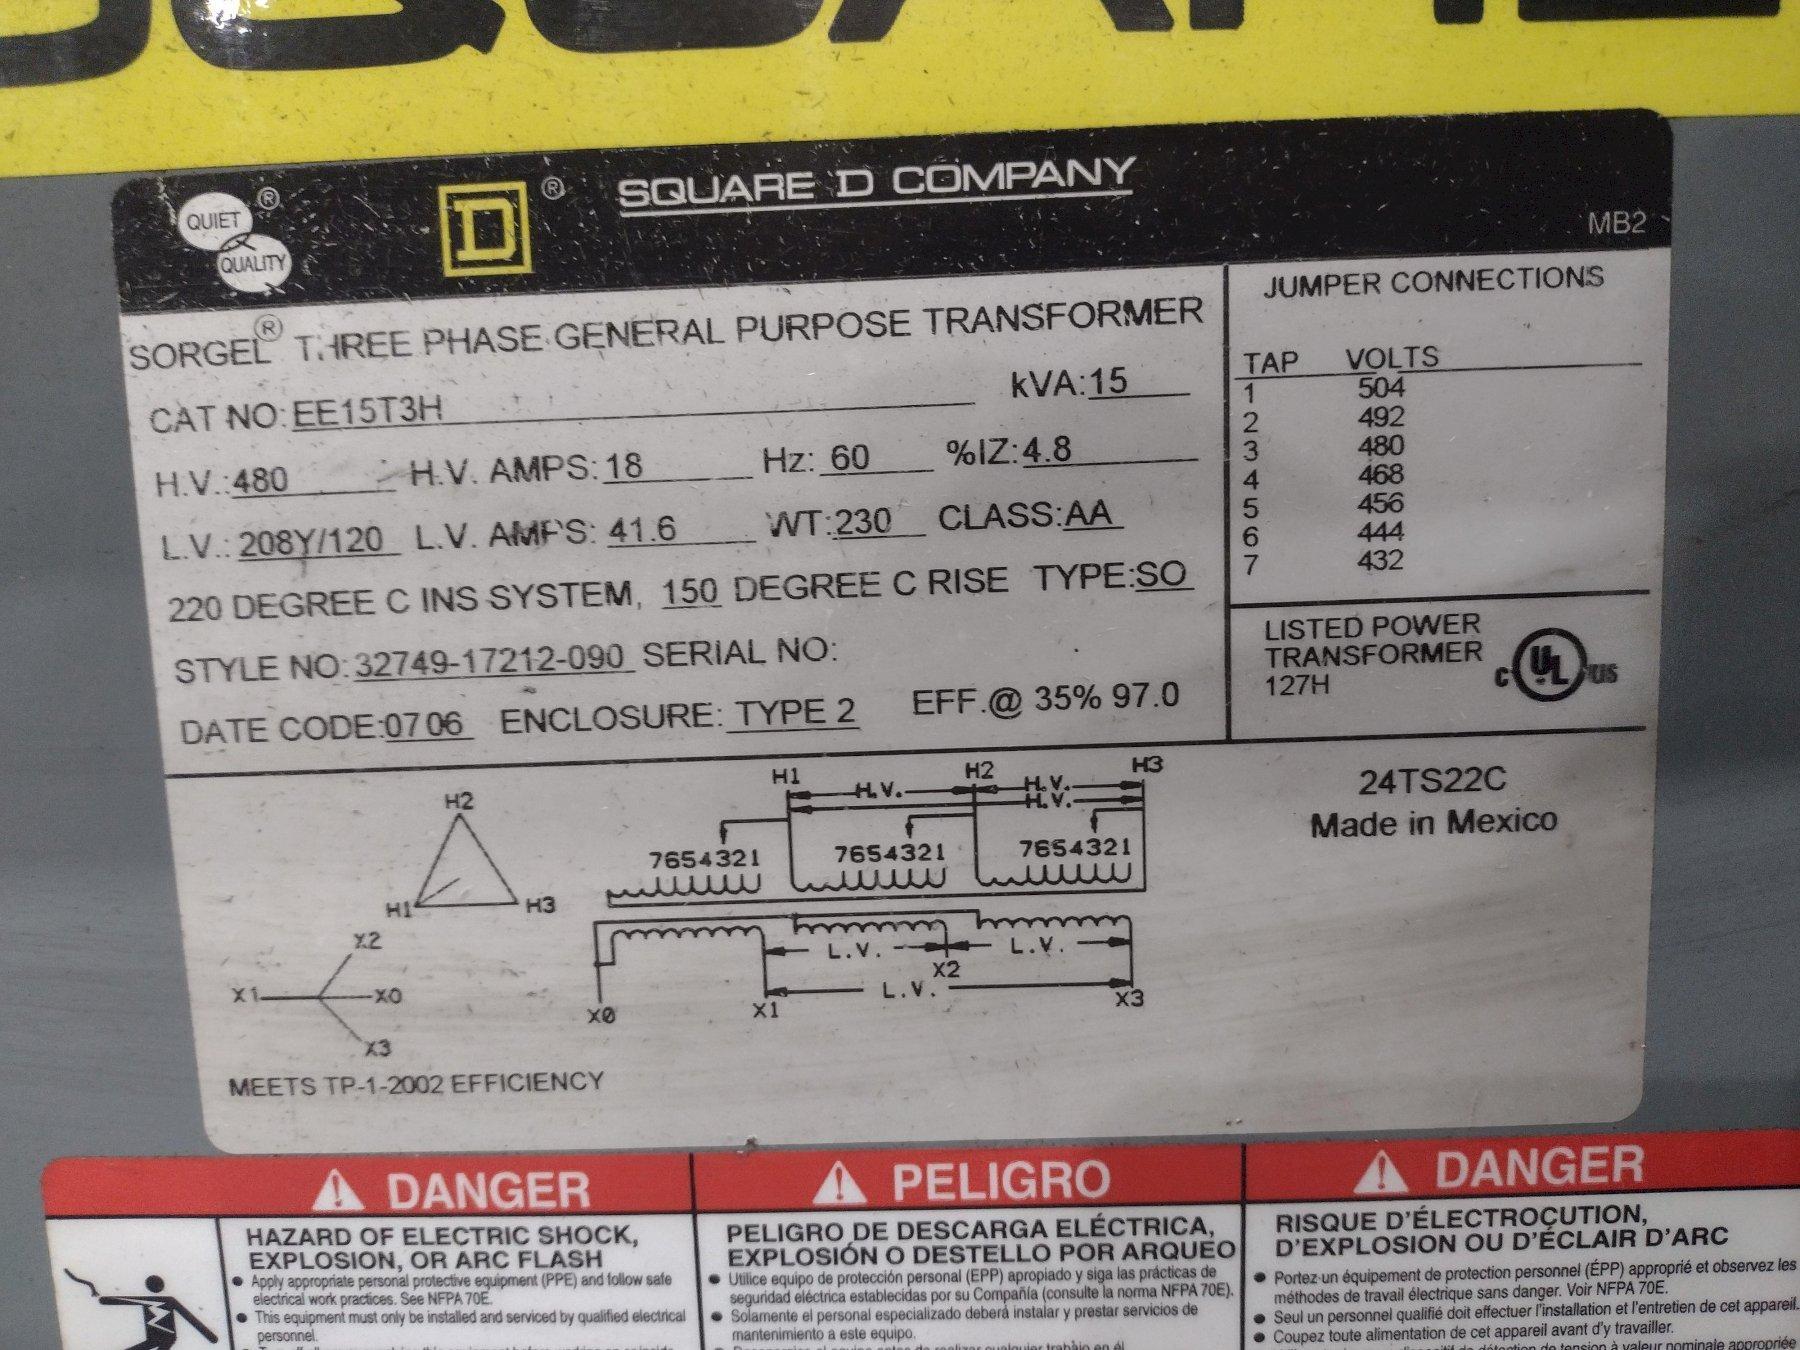 QUIET ®
QUALITY
D ® SQUARE D COMPANY
MB2
SORGEL® THREE PHASE GENERAL PURPOSE TRANSFORMER
CAT NO: EE15T3H kVA: 15
H.V.: 480 H.V. AMPS: 18 Hz: 60 %IZ: 4.8
L.V.: 208Y/120 L.V. AMPS: 41.6 WT: 230 CLASS: AA
220 DEGREE C INS SYSTEM, 150 DEGREE C RISE TYPE: SO
STYLE NO: 32749-17212-090 SERIAL NO:
DATE CODE: 0706 ENCLOSURE: TYPE 2 EFF.@ 35% 97.0
JUMPER CONNECTIONS
TAP VOLTS
1 504
2 492
3 480
4 468
5 456
6 444
7 432
LISTED POWER
TRANSFORMER
127H
C UL US
H2
H1 H3
X2
X1 X0
X3
H1 H2 H3
H.V. H.V.
H.V.
7654321 7654321 7654321
L.V. L.V.
X2
L.V.
X0 X1 X3
24TS22C
Made in Mexico
MEETS TP-1-2002 EFFICIENCY
DANGER
HAZARD OF ELECTRIC SHOCK,
EXPLOSION, OR ARC FLASH
• Apply appropriate personal protective equipment (PPE) and follow safe
electrical work practices. See NFPA 70E.
• This equipment must only be installed and serviced by qualified electrical
personnel.
PELIGRO
PELIGRO DE DESCARGA ELÉCTRICA,
EXPLOSIÓN O DESTELLO POR ARQUEO
• Utilice equipo de protección personal (EPP) apropiado y siga las prácticas de
seguridad eléctrica establecidas por su Compañía (consulte la norma NFPA 70E).
• Solamente el personal especializado deberá instalar y prestar servicios de
mantenimiento a este equipo.
DANGER
RISQUE D'ÉLECTROCUTION,
D'EXPLOSION OU D'ÉCLAIR D'ARC
• Portez un équipement de protection personnel (ÉPP) approprié et observez les
méthodes de travail électrique sans danger. Voir NFPA 70E.
• Seul un personnel qualifié doit effectuer l'installation et l'entretien de cet appareil.
• Coupez toute alimentation de cet appareil avant d'y travailler.